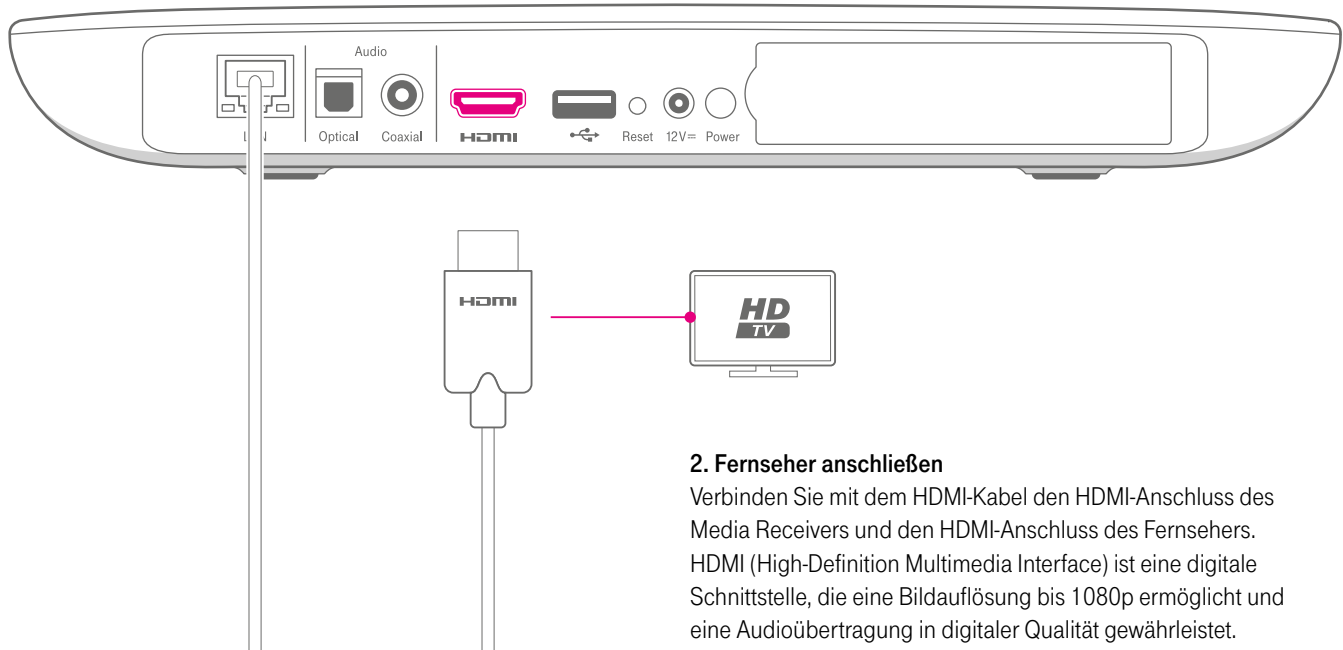 Audio
LAN
Optical
Coaxial
HDMI
Reset
12V=
Power
HDMI
HD
TV
2. Fernseher anschließen
Verbinden Sie mit dem HDMI-Kabel den HDMI-Anschluss des
Media Receivers und den HDMI-Anschluss des Fernsehers.
HDMI (High-Definition Multimedia Interface) ist eine digitale
Schnittstelle, die eine Bildauflösung bis 1080p ermöglicht und
eine Audioübertragung in digitaler Qualität gewährleistet.